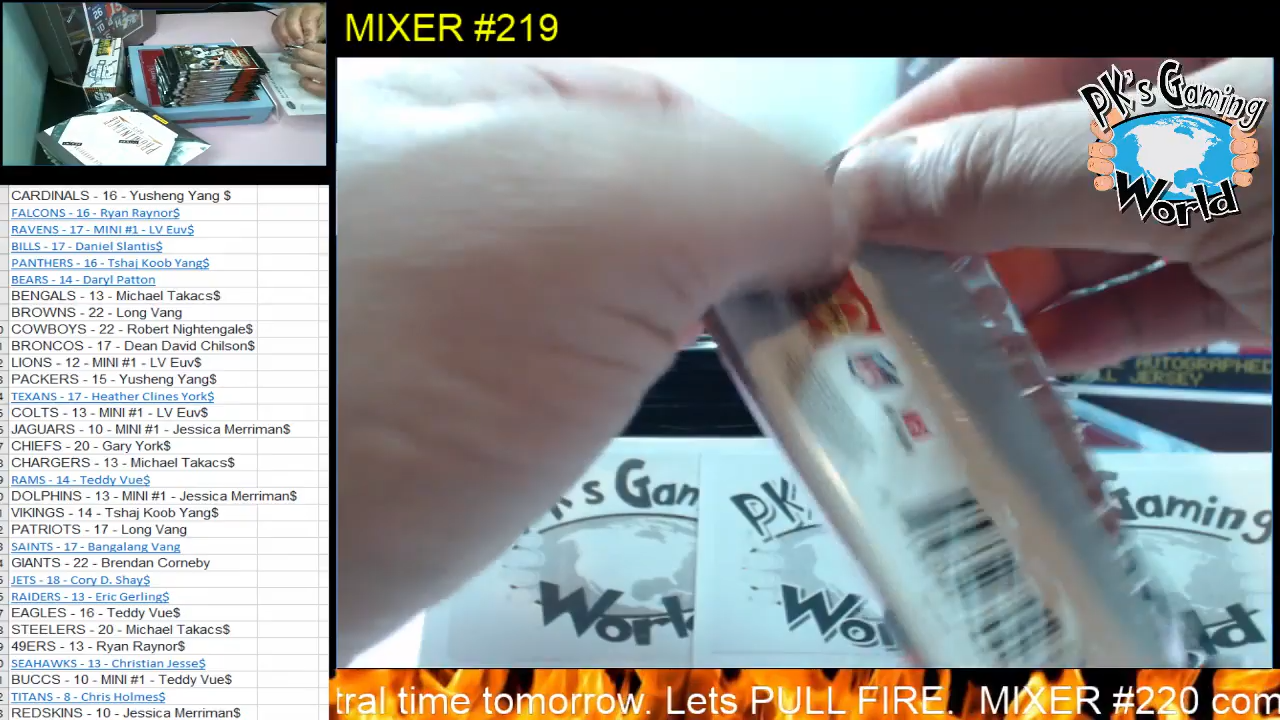 MIXER #219
PK's Gaming
World
CARDINALS - 16 - Yusheng Yang $
FALCONS - 16 - Ryan Raynor$
RAVENS - 17 - MINI #1 - LV Euv$
BILLS - 17 - Daniel Slantis$
PANTHERS - 16 - Tshaj Koob Yang$
BEARS - 14 - Daryl Patton
BENGALS - 13 - Michael Takacs$
BROWNS - 22 - Long Vang
COWBOYS - 22 - Robert Nightengale$
BRONCOS - 17 - Dean David Chilson$
LIONS - 12 - MINI #1 - LV Euv$
PACKERS - 15 - Yusheng Yang$
TEXANS - 17 - Heather Clines York$
COLTS - 13 - MINI #1 - LV Euv$
JAGUARS - 10 - MINI #1 - Jessica Merriman$
CHIEFS - 20 - Gary York$
CHARGERS - 13 - Michael Takacs$
RAMS - 14 - Teddy Vue$
DOLPHINS - 13 - MINI #1 - Jessica Merriman$
VIKINGS - 14 - Tshaj Koob Yang$
PATRIOTS - 17 - Long Vang
SAINTS - 17 - Bangalang Vang
GIANTS - 22 - Brendan Corneby
JETS - 18 - Cory D. Shay$
RAIDERS - 13 - Eric Gerling$
EAGLES - 16 - Teddy Vue$
STEELERS - 20 - Michael Takacs$
49ERS - 13 - Ryan Raynor$
SEAHAWKS - 13 - Christian Jesse$
BUCCS - 10 - MINI #1 - Teddy Vue$
TITANS - 8 - Chris Holmes$
REDSKINS - 10 - Jessica Merriman$
AUTOGRAPHED
JERSEY
K's Gam
World
PK's
Wo
Gaming
World
tral time tomorrow. Lets PULL FIRE. MIXER #220 com